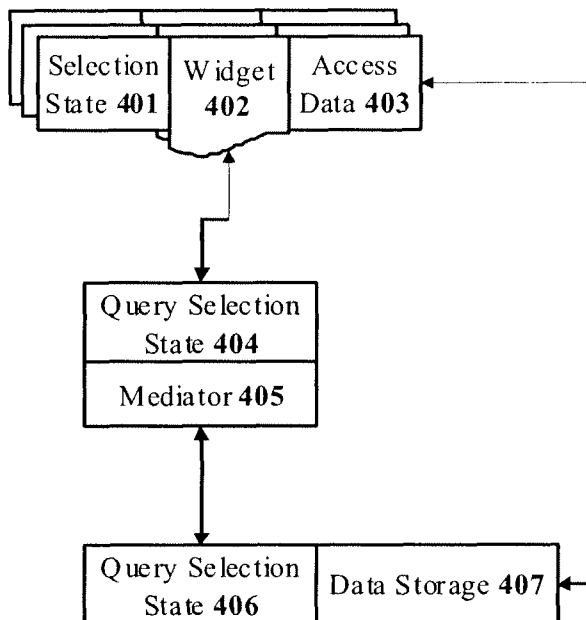 Selection
State 401
Widget
402
Access
Data 403
Query Selection
State 404
Mediator 405
Query Selection
State 406
Data Storage 407